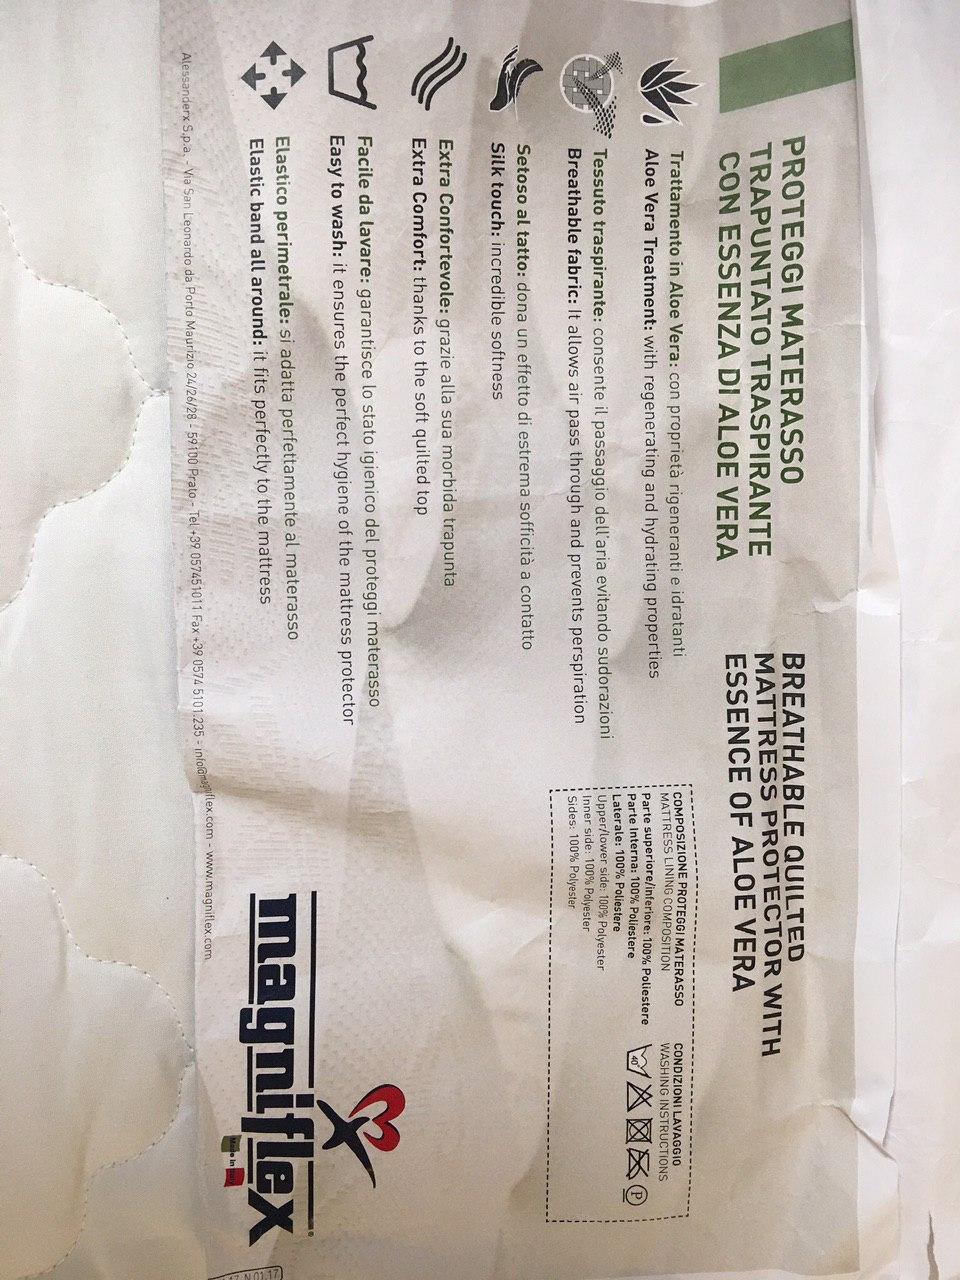 PROTEGGI MATERASSO
TRAPUNTATO TRASPIRANTE
CON ESSENZA DI ALOE VERA
BREATHABLE QUILTED
MATTRESS PROTECTOR WITH
ESSENCE OF ALOE VERA
Trattamento in Aloe Vera: con proprietà rigeneranti e idratanti
Aloe Vera Treatment: with regenerating and hydrating properties
Tessuto traspirante: consente il passaggio dell'aria evitando sudorazioni
Breathable fabric: It allows air pass through and prevents perspiration
Setoso al tatto: dona un effetto di estrema sofficità a contatto
Silk touch: incredible softness
Extra Confortevole: grazie alla sua morbida trapunta
Extra Comfort: thanks to the soft quilted top
Facile da lavare: garantisce lo stato igienico del proteggi materasso
Easy to wash: it ensures the perfect hygiene of the mattress protector
Elastico perimetrale: si adatta perfettamente al materasso
Elastic band all around: it fits perfectly to the mattress
COMPOSIZIONE PROTEGGI MATERASSO
MATTRESS LINING COMPOSITION
Parte superiore/inferiore: 100% Poliestere
Parte Interna: 100% Poliestere
Laterale: 100% Poliestere
Upper/lower side: 100% Polyester
Inner side: 100% Polyester
Sides: 100% Polyester
CONDIZIONI LAVAGGIO
WASHING INSTRUCTIONS
40°
P
magniflex®
Made in Italy
Alessanderx S.p.a. - Via San Leonardo da Porto Maurizio 24/26/28 - 59100 Prato - Tel +39 057451011 Fax +39 0574 5101.235 - info@magniflex.com - www.magniflex.com
N 01.17